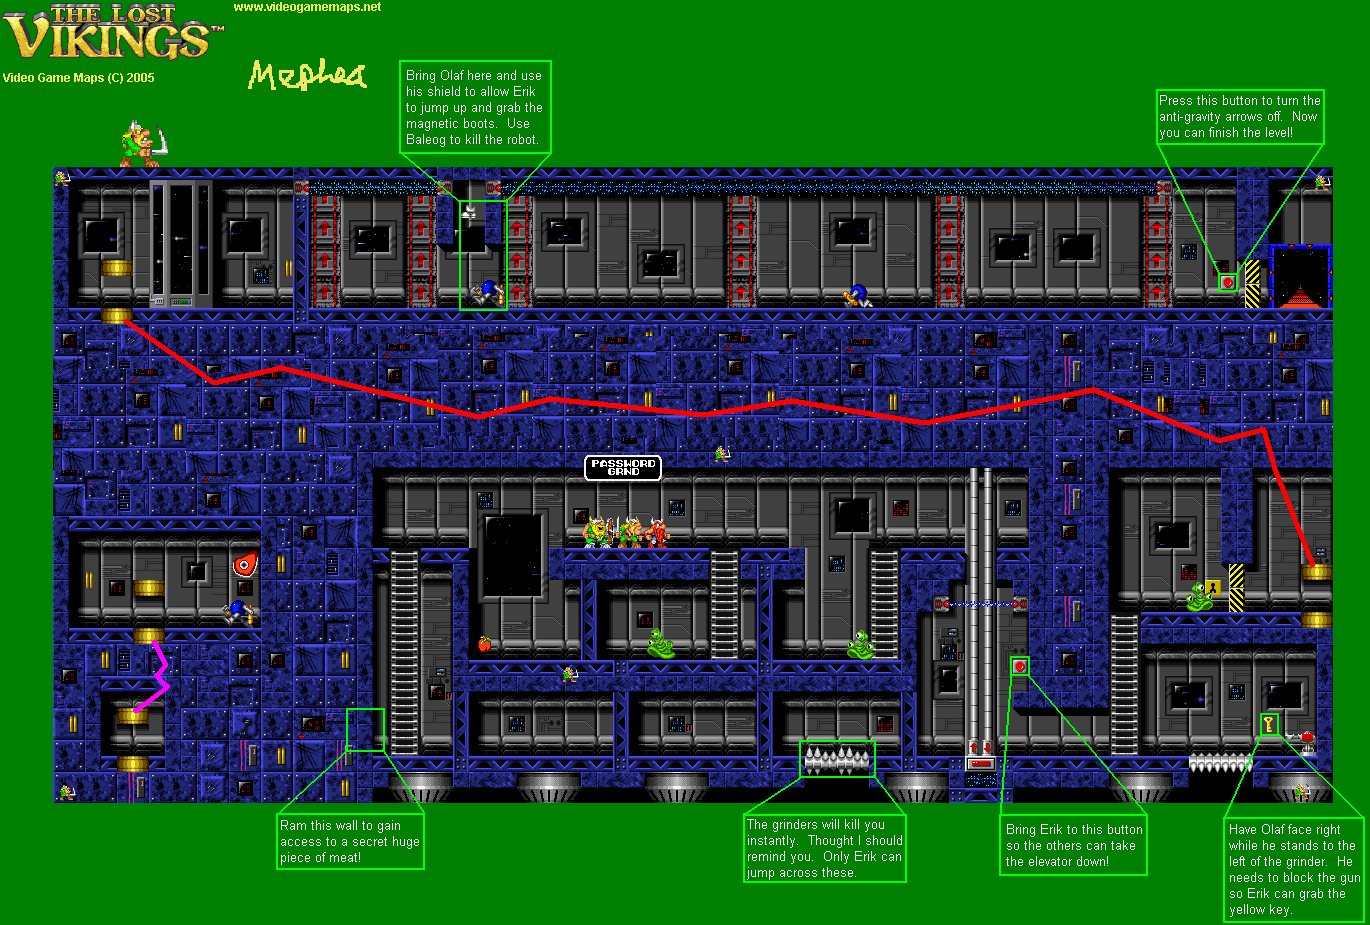 THE LOST
VIKINGS™
www.videogamemaps.net
Video Game Maps (C) 2005
Mephea
Bring Olaf here and use
his shield to allow Erik
to jump up and grab the
magnetic boots.  Use
Baleog to kill the robot.
Press this button to turn the
anti-gravity arrows off.  Now
you can finish the level!
PASSWORD
GRND
Ram this wall to gain
access to a secret huge
piece of meat!
The grinders will kill you
instantly.  Thought I should
remind you.  Only Erik can
jump across these.
Bring Erik to this button
so the others can take
the elevator down!
Have Olaf face right
while he stands to the
left of the grinder.  He
needs to block the gun
so Erik can grab the
yellow key.